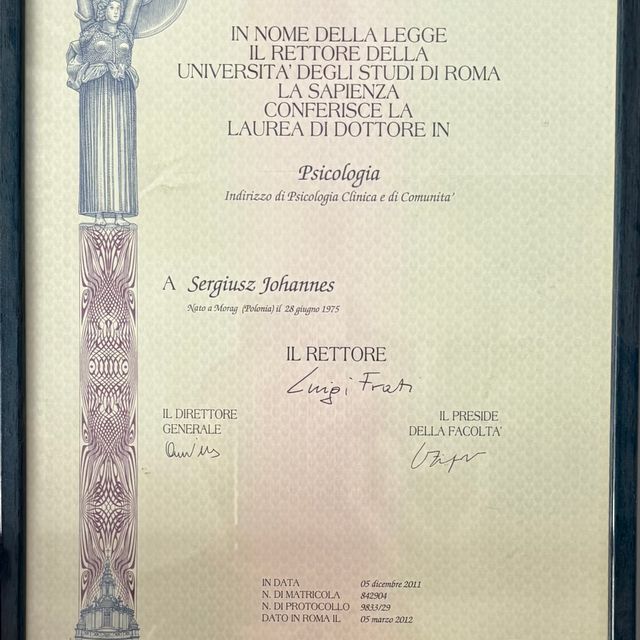 IN NOME DELLA LEGGE
IL RETTORE DELLA
UNIVERSITA' DEGLI STUDI DI ROMA
LA SAPIENZA
CONFERISCE LA
LAUREA DI DOTTORE IN
Psicologia
Indirizzo di Psicologia Clinica e di Comunita'
A Sergiusz Johannes
Nato a Morag (Polonia) il 28 giugno 1975
IL RETTORE
Luigi Frati
IL DIRETTORE
GENERALE
IL PRESIDE
DELLA FACOLTA'
IN DATA 05 dicembre 2011
N. DI MATRICOLA 842904
N. DI PROTOCOLLO 9833/29
DATO IN ROMA IL 05 marzo 2012